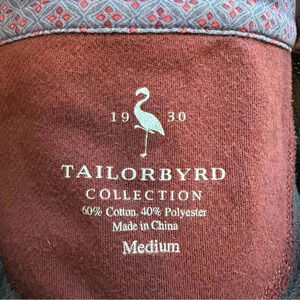 19 30
TAILORBYRD
COLLECTION
60% Cotton, 40% Polyester
Made in China
Medium